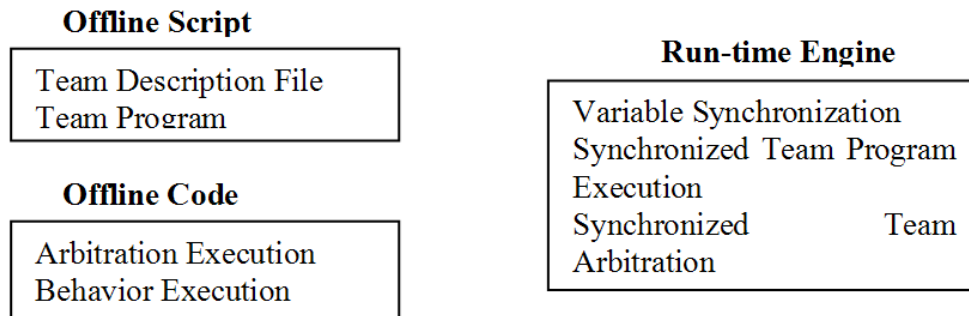 Offline Script
Team Description File
Team Program
Offline Code
Arbitration Execution
Behavior Execution
Run-time Engine
Variable Synchronization
Synchronized Team Program
Execution
Synchronized Team
Arbitration